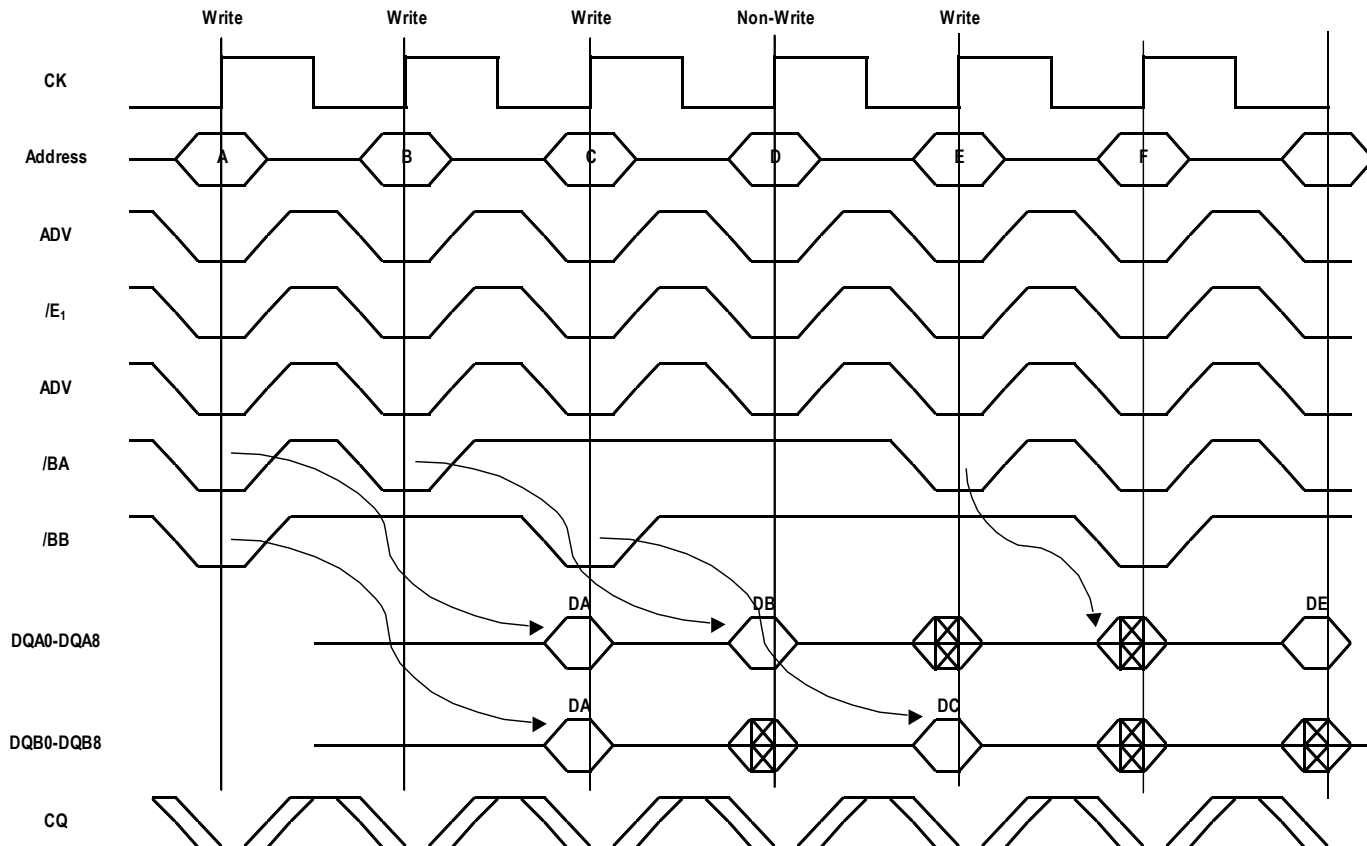 Write Write Write Non-Write Write
CK
Address A B C D E F
ADV
/E1
ADV
/BA
/BB
DA DB DE
DQA0-DQA8
DA DC
DQB0-DQB8
CQ